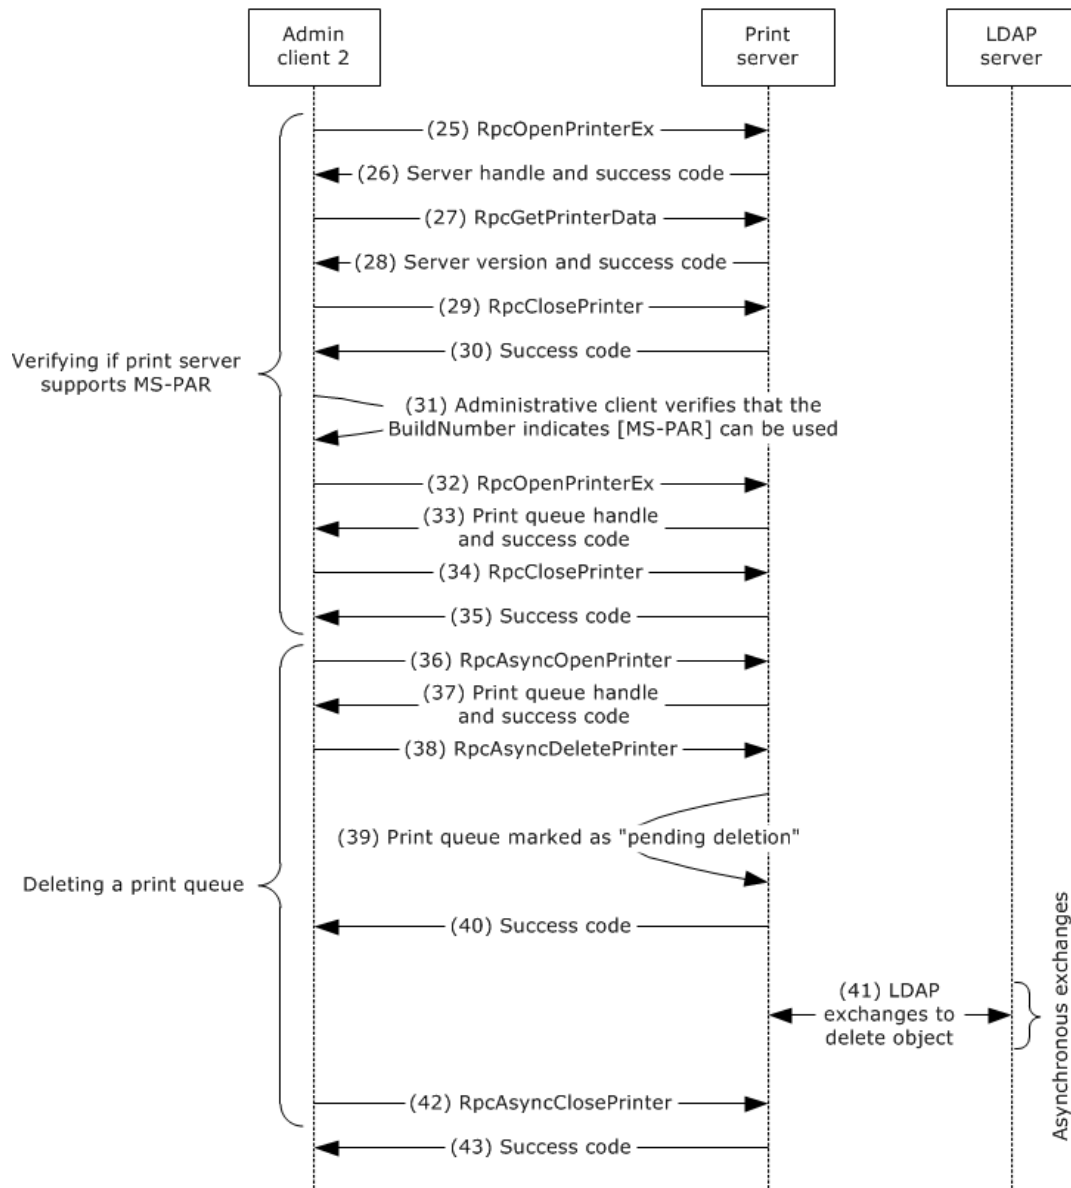 Admin
client 2
Print
server
LDAP
server
(25) RpcOpenPrinterEx
(26) Server handle and success code
(27) RpcGetPrinterData
(28) Server version and success code
(29) RpcClosePrinter
(30) Success code
Verifying if print server
supports MS-PAR
(31) Administrative client verifies that the
BuildNumber indicates [MS-PAR] can be used
(32) RpcOpenPrinterEx
(33) Print queue handle
and success code
(34) RpcClosePrinter
(35) Success code
(36) RpcAsyncOpenPrinter
(37) Print queue handle
and success code
(38) RpcAsyncDeletePrinter
(39) Print queue marked as "pending deletion"
Deleting a print queue
(40) Success code
(41) LDAP
exchanges to
delete object
Asynchronous exchanges
(42) RpcAsyncClosePrinter
(43) Success code